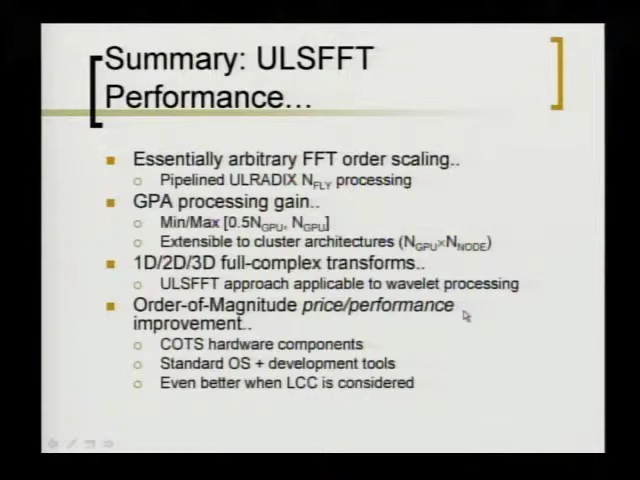 Summary: ULSFFT
Performance…
Essentially arbitrary FFT order scaling..
Pipelined ULRADIX N_FLY processing
GPA processing gain..
Min/Max [0.5N_GPU, N_GPU]
Extensible to cluster architectures (N_GPU×N_NODE)
1D/2D/3D full-complex transforms..
ULSFFT approach applicable to wavelet processing
Order-of-Magnitude price/performance
improvement..
COTS hardware components
Standard OS + development tools
Even better when LCC is considered